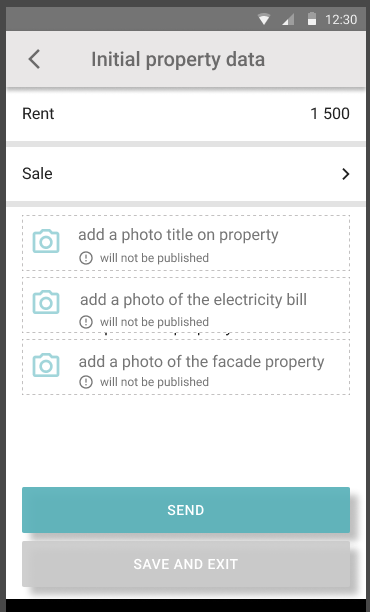 12:30
Initial property data
Rent 1 500
Sale
add a photo title on property
will not be published
add a photo of the electricity bill
will not be published
add a photo of the facade property
will not be published
SEND
SAVE AND EXIT